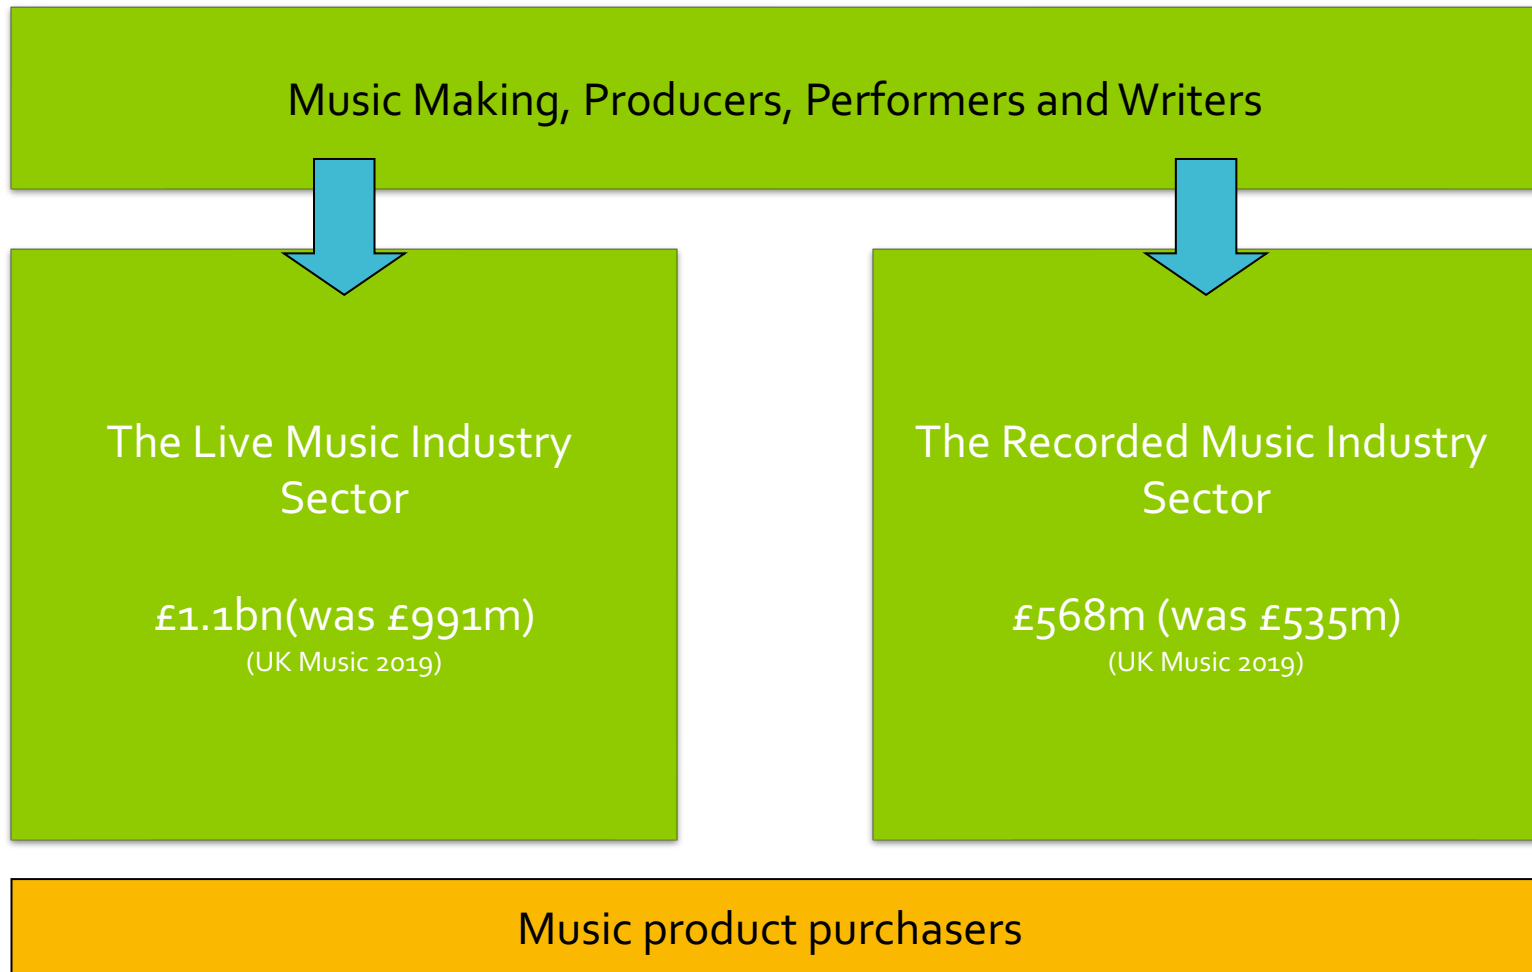 Music Making, Producers, Performers and Writers
The Live Music Industry
Sector
£1.1bn(was £991m)
(UK Music 2019)
The Recorded Music Industry
Sector
£568m (was £535m)
(UK Music 2019)
Music product purchasers